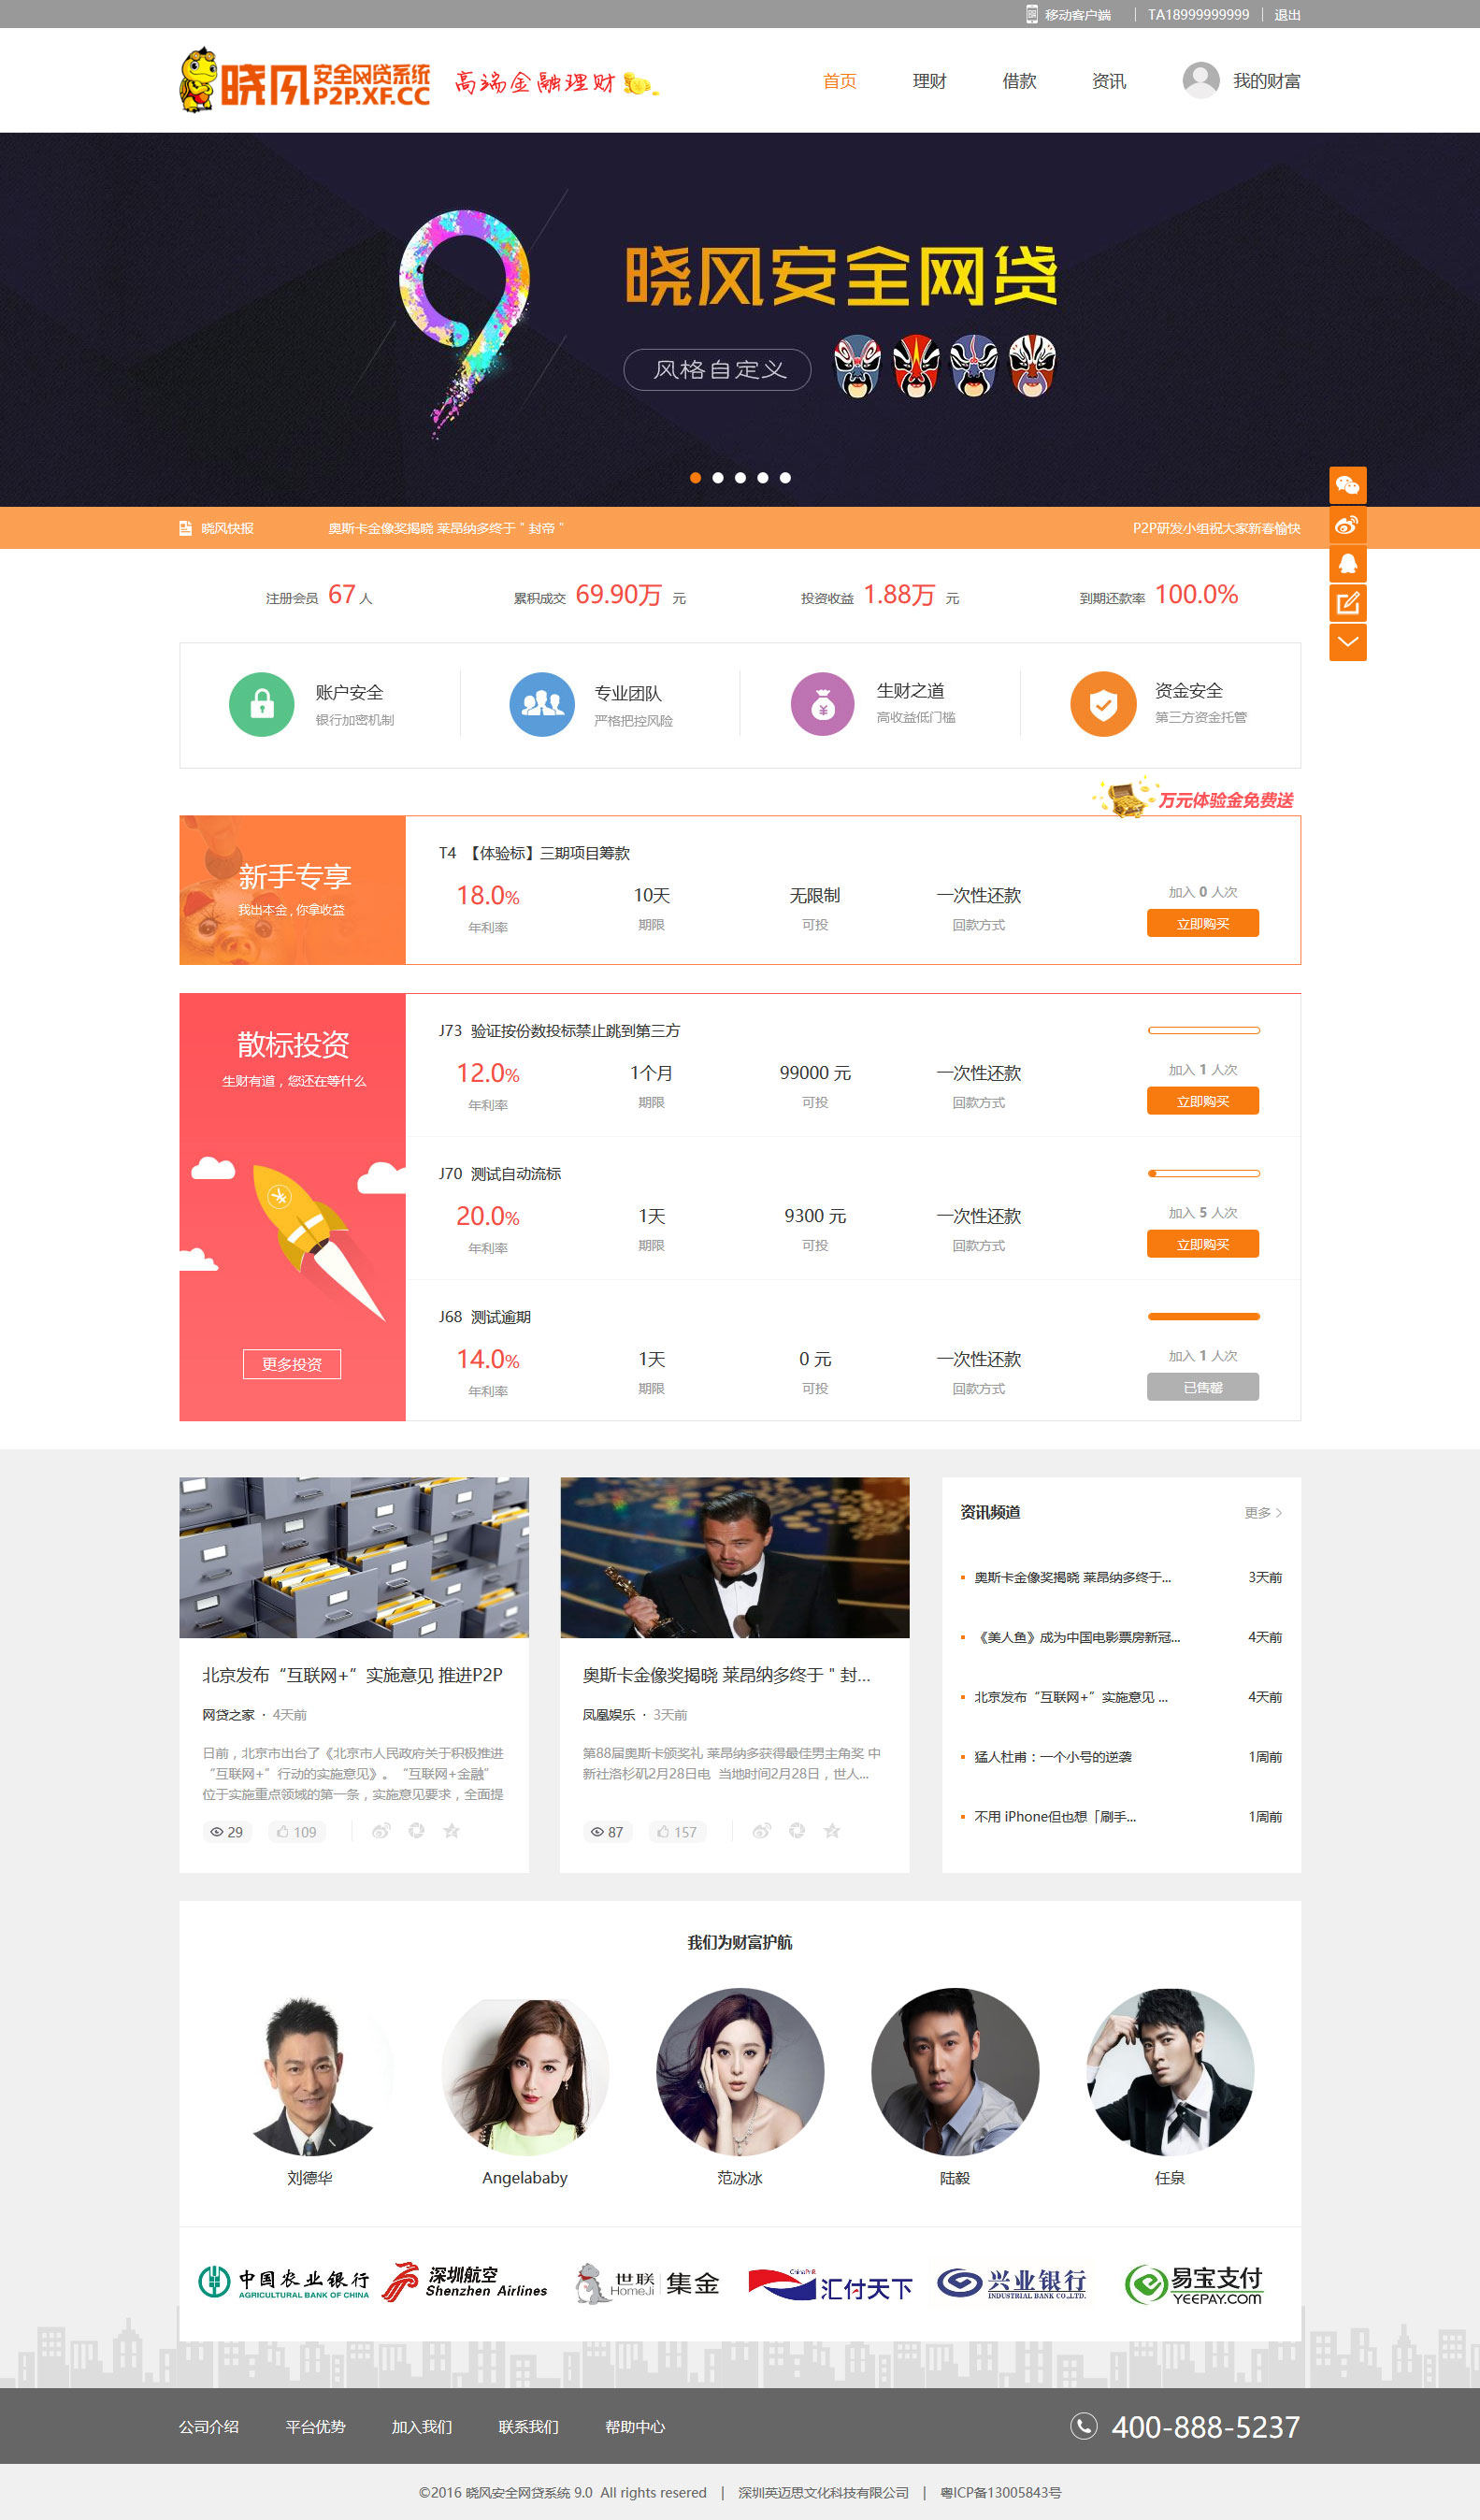 移动客户端 | TA18999999999 | 退出
晓风安全网贷系统
P2P.XF.CC
高端金融理财
首页 理财 借款 资讯 我的财富
晓风安全网贷
风格自定义
晓风快报 奥斯卡金像奖揭晓 莱昂纳多终于 " 封帝 " P2P研发小组祝大家新春愉快
注册会员 67 人 累积成交 69.90万 元 投资收益 1.88万 元 到期还款率 100.0%
账户安全 专业团队 生财之道 资金安全
银行加密机制 严格把控风险 高收益低门槛 第三方资金托管
万元体验金免费送
新手专享
我出本金 , 你拿收益
T4 【体验标】三期项目筹款
18.0% 10天 无限制 一次性还款 加入 0 人次
年利率 期限 可投 回款方式 立即购买
散标投资
生财有道，您还在等什么
更多投资
J73 验证按份数投标禁止跳到第三方
12.0% 1个月 99000 元 一次性还款 加入 1 人次
年利率 期限 可投 回款方式 立即购买
J70 测试自动流标
20.0% 1天 9300 元 一次性还款 加入 5 人次
年利率 期限 可投 回款方式 立即购买
J68 测试逾期
14.0% 1天 0 元 一次性还款 加入 1 人次
年利率 期限 可投 回款方式 已售罄
北京发布“互联网+”实施意见 推进P2P
网贷之家 · 4天前
日前，北京市出台了《北京市人民政府关于积极推进
“互联网+”行动的实施意见》。 “互联网+金融”
位于实施重点领域的第一条，实施意见要求，全面提
29 109
奥斯卡金像奖揭晓 莱昂纳多终于 " 封...
凤凰娱乐 · 3天前
第88届奥斯卡颁奖礼 莱昂纳多获得最佳男主角奖 中
新社洛杉矶2月28日电 当地时间2月28日，世人...
87 157
资讯频道 更多
奥斯卡金像奖揭晓 莱昂纳多终于... 3天前
《美人鱼》成为中国电影票房新冠... 4天前
北京发布“互联网+”实施意见 ... 4天前
猛人杜甫：一个小号的逆袭 1周前
不用 iPhone但也想「刷手... 1周前
我们为财富护航
刘德华 Angelababy 范冰冰 陆毅 任泉
中国农业银行
AGRICULTURAL BANK OF CHINA
深圳航空
Shenzhen Airlines
世联
HomeJi
集金
ChinaPnR
汇付天下
兴业银行
INDUSTRIAL BANK CO.,LTD.
易宝支付
YEEPAY.COM
公司介绍 平台优势 加入我们 联系我们 帮助中心 400-888-5237
©2016 晓风安全网贷系统 9.0 All rights resered | 深圳英迈思文化科技有限公司 | 粤ICP备13005843号